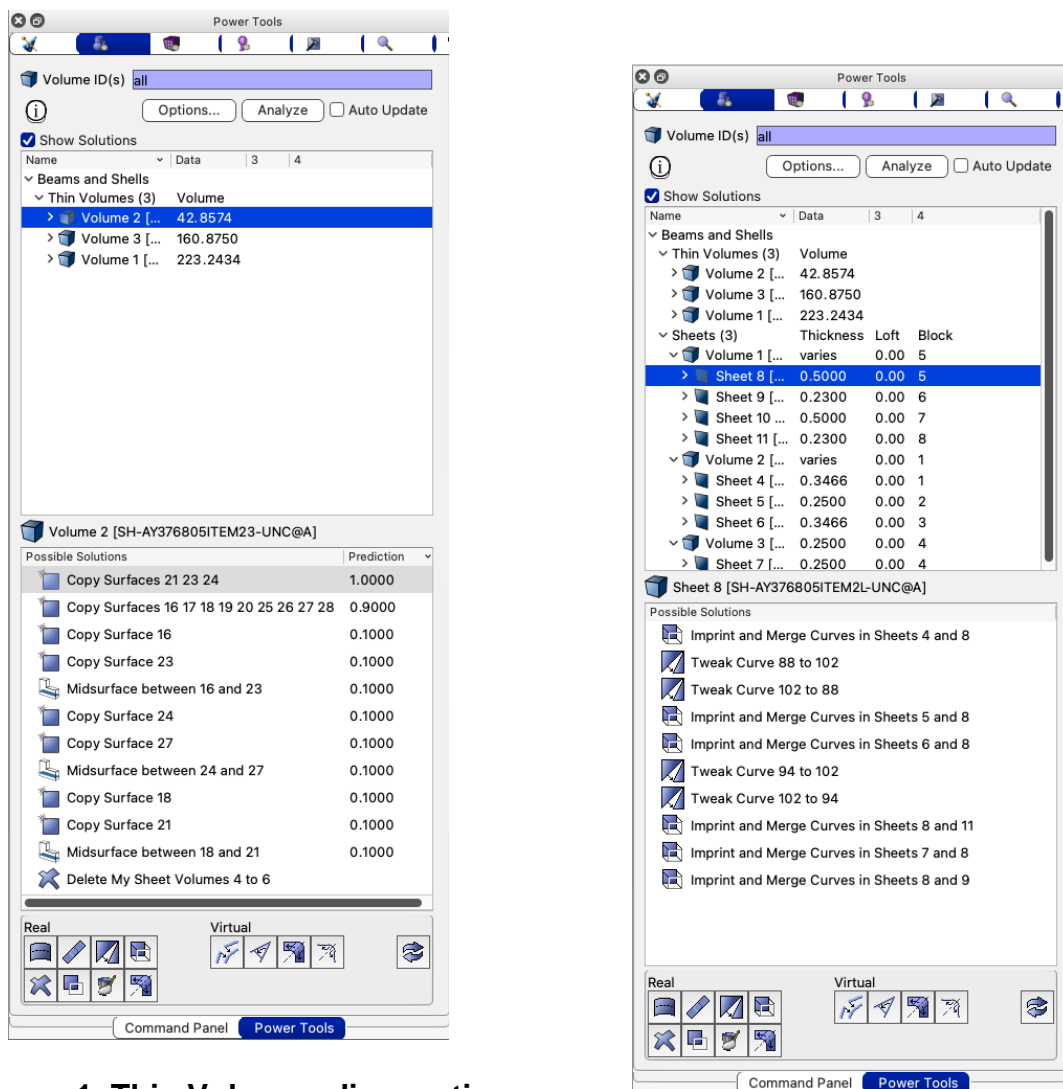 Power Tools
Volume ID(s) all
Options... Analyze Auto Update
Show Solutions
Name Data 3 4
Beams and Shells
Thin Volumes (3) Volume
Volume 2 [... 42.8574
Volume 3 [... 160.8750
Volume 1 [... 223.2434
Volume 2 [SH-AY376805ITEM23-UNC@A]
Possible Solutions Prediction
Copy Surfaces 21 23 24 1.0000
Copy Surfaces 16 17 18 19 20 25 26 27 28 0.9000
Copy Surface 16 0.1000
Copy Surface 23 0.1000
Midsurface between 16 and 23 0.1000
Copy Surface 24 0.1000
Copy Surface 27 0.1000
Midsurface between 24 and 27 0.1000
Copy Surface 18 0.1000
Copy Surface 21 0.1000
Midsurface between 18 and 21 0.1000
Delete My Sheet Volumes 4 to 6
Real Virtual
Command Panel Power Tools
Power Tools
Volume ID(s) all
Options... Analyze Auto Update
Show Solutions
Name Data 3 4
Beams and Shells
Thin Volumes (3) Volume
Volume 2 [... 42.8574
Volume 3 [... 160.8750
Volume 1 [... 223.2434
Sheets (3) Thickness Loft Block
Volume 1 [... varies 0.00 5
Sheet 8 [... 0.5000 0.00 5
Sheet 9 [... 0.2300 0.00 6
Sheet 10 ... 0.5000 0.00 7
Sheet 11 [... 0.2300 0.00 8
Volume 2 [... varies 0.00 1
Sheet 4 [... 0.3466 0.00 1
Sheet 5 [... 0.2500 0.00 2
Sheet 6 [... 0.3466 0.00 3
Volume 3 [... 0.2500 0.00 4
Sheet 7 [... 0.2500 0.00 4
Sheet 8 [SH-AY376805ITEM2L-UNC@A]
Possible Solutions
Imprint and Merge Curves in Sheets 4 and 8
Tweak Curve 88 to 102
Tweak Curve 102 to 88
Imprint and Merge Curves in Sheets 5 and 8
Imprint and Merge Curves in Sheets 6 and 8
Tweak Curve 94 to 102
Tweak Curve 102 to 94
Imprint and Merge Curves in Sheets 8 and 11
Imprint and Merge Curves in Sheets 7 and 8
Imprint and Merge Curves in Sheets 8 and 9
Real Virtual
Command Panel Power Tools